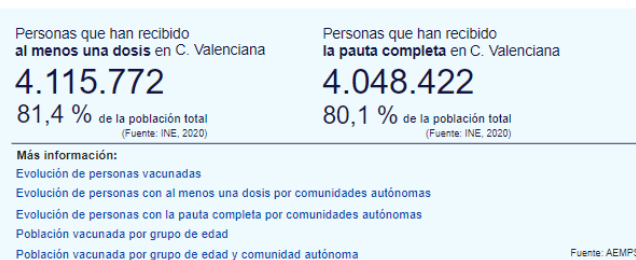 Personas que han recibido
al menos una dosis en C. Valenciana
4.115.772
81,4 % de la población total
(Fuente: INE, 2020)
Personas que han recibido
la pauta completa en C. Valenciana
4.048.422
80,1 % de la población total
(Fuente: INE, 2020)
Más información:
Evolución de personas vacunadas
Evolución de personas con al menos una dosis por comunidades autónomas
Evolución de personas con la pauta completa por comunidades autónomas
Población vacunada por grupo de edad
Población vacunada por grupo de edad y comunidad autónoma
Fuente: AEMPS